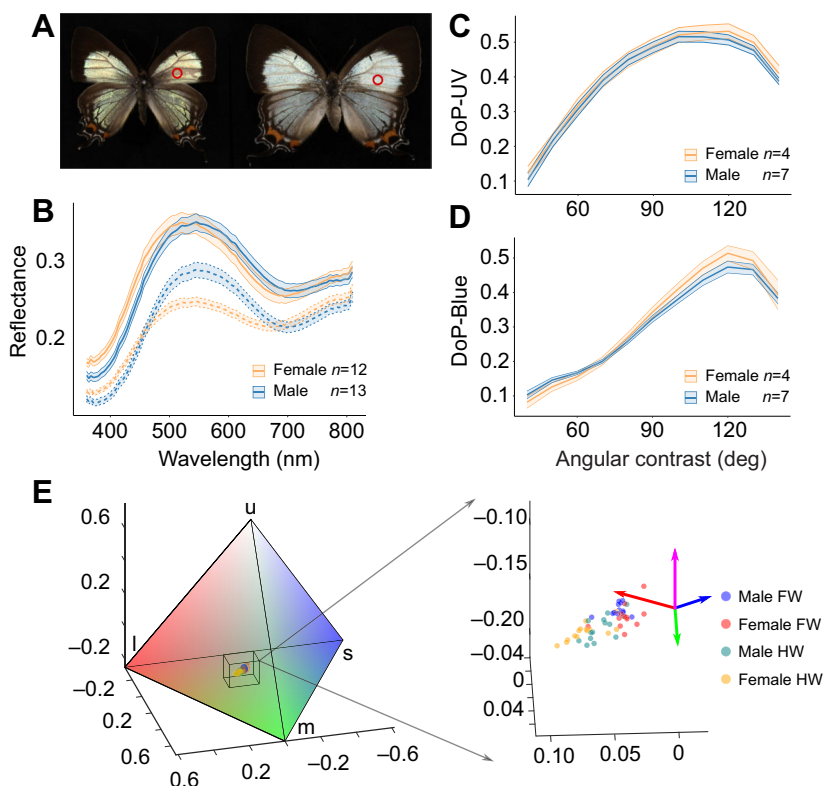 A
B
Reflectance
0.3
0.2
Female n=12
Male n=13
400 500 600 700 800
Wavelength (nm)
C
DoP-UV
0.5
0.4
0.3
0.2
0.1
Female n=4
Male n=7
60 90 120
D
DoP-Blue
0.5
0.4
0.3
0.2
0.1
Female n=4
Male n=7
60 90 120
Angular contrast (deg)
E
0.6
0.2
–0.2
–0.2
0.2
0.6
0.6
0.2
–0.2
–0.6
u
l
s
m
–0.10
–0.15
–0.20
–0.04
0
0.04
0.10 0.05 0
Male FW
Female FW
Male HW
Female HW